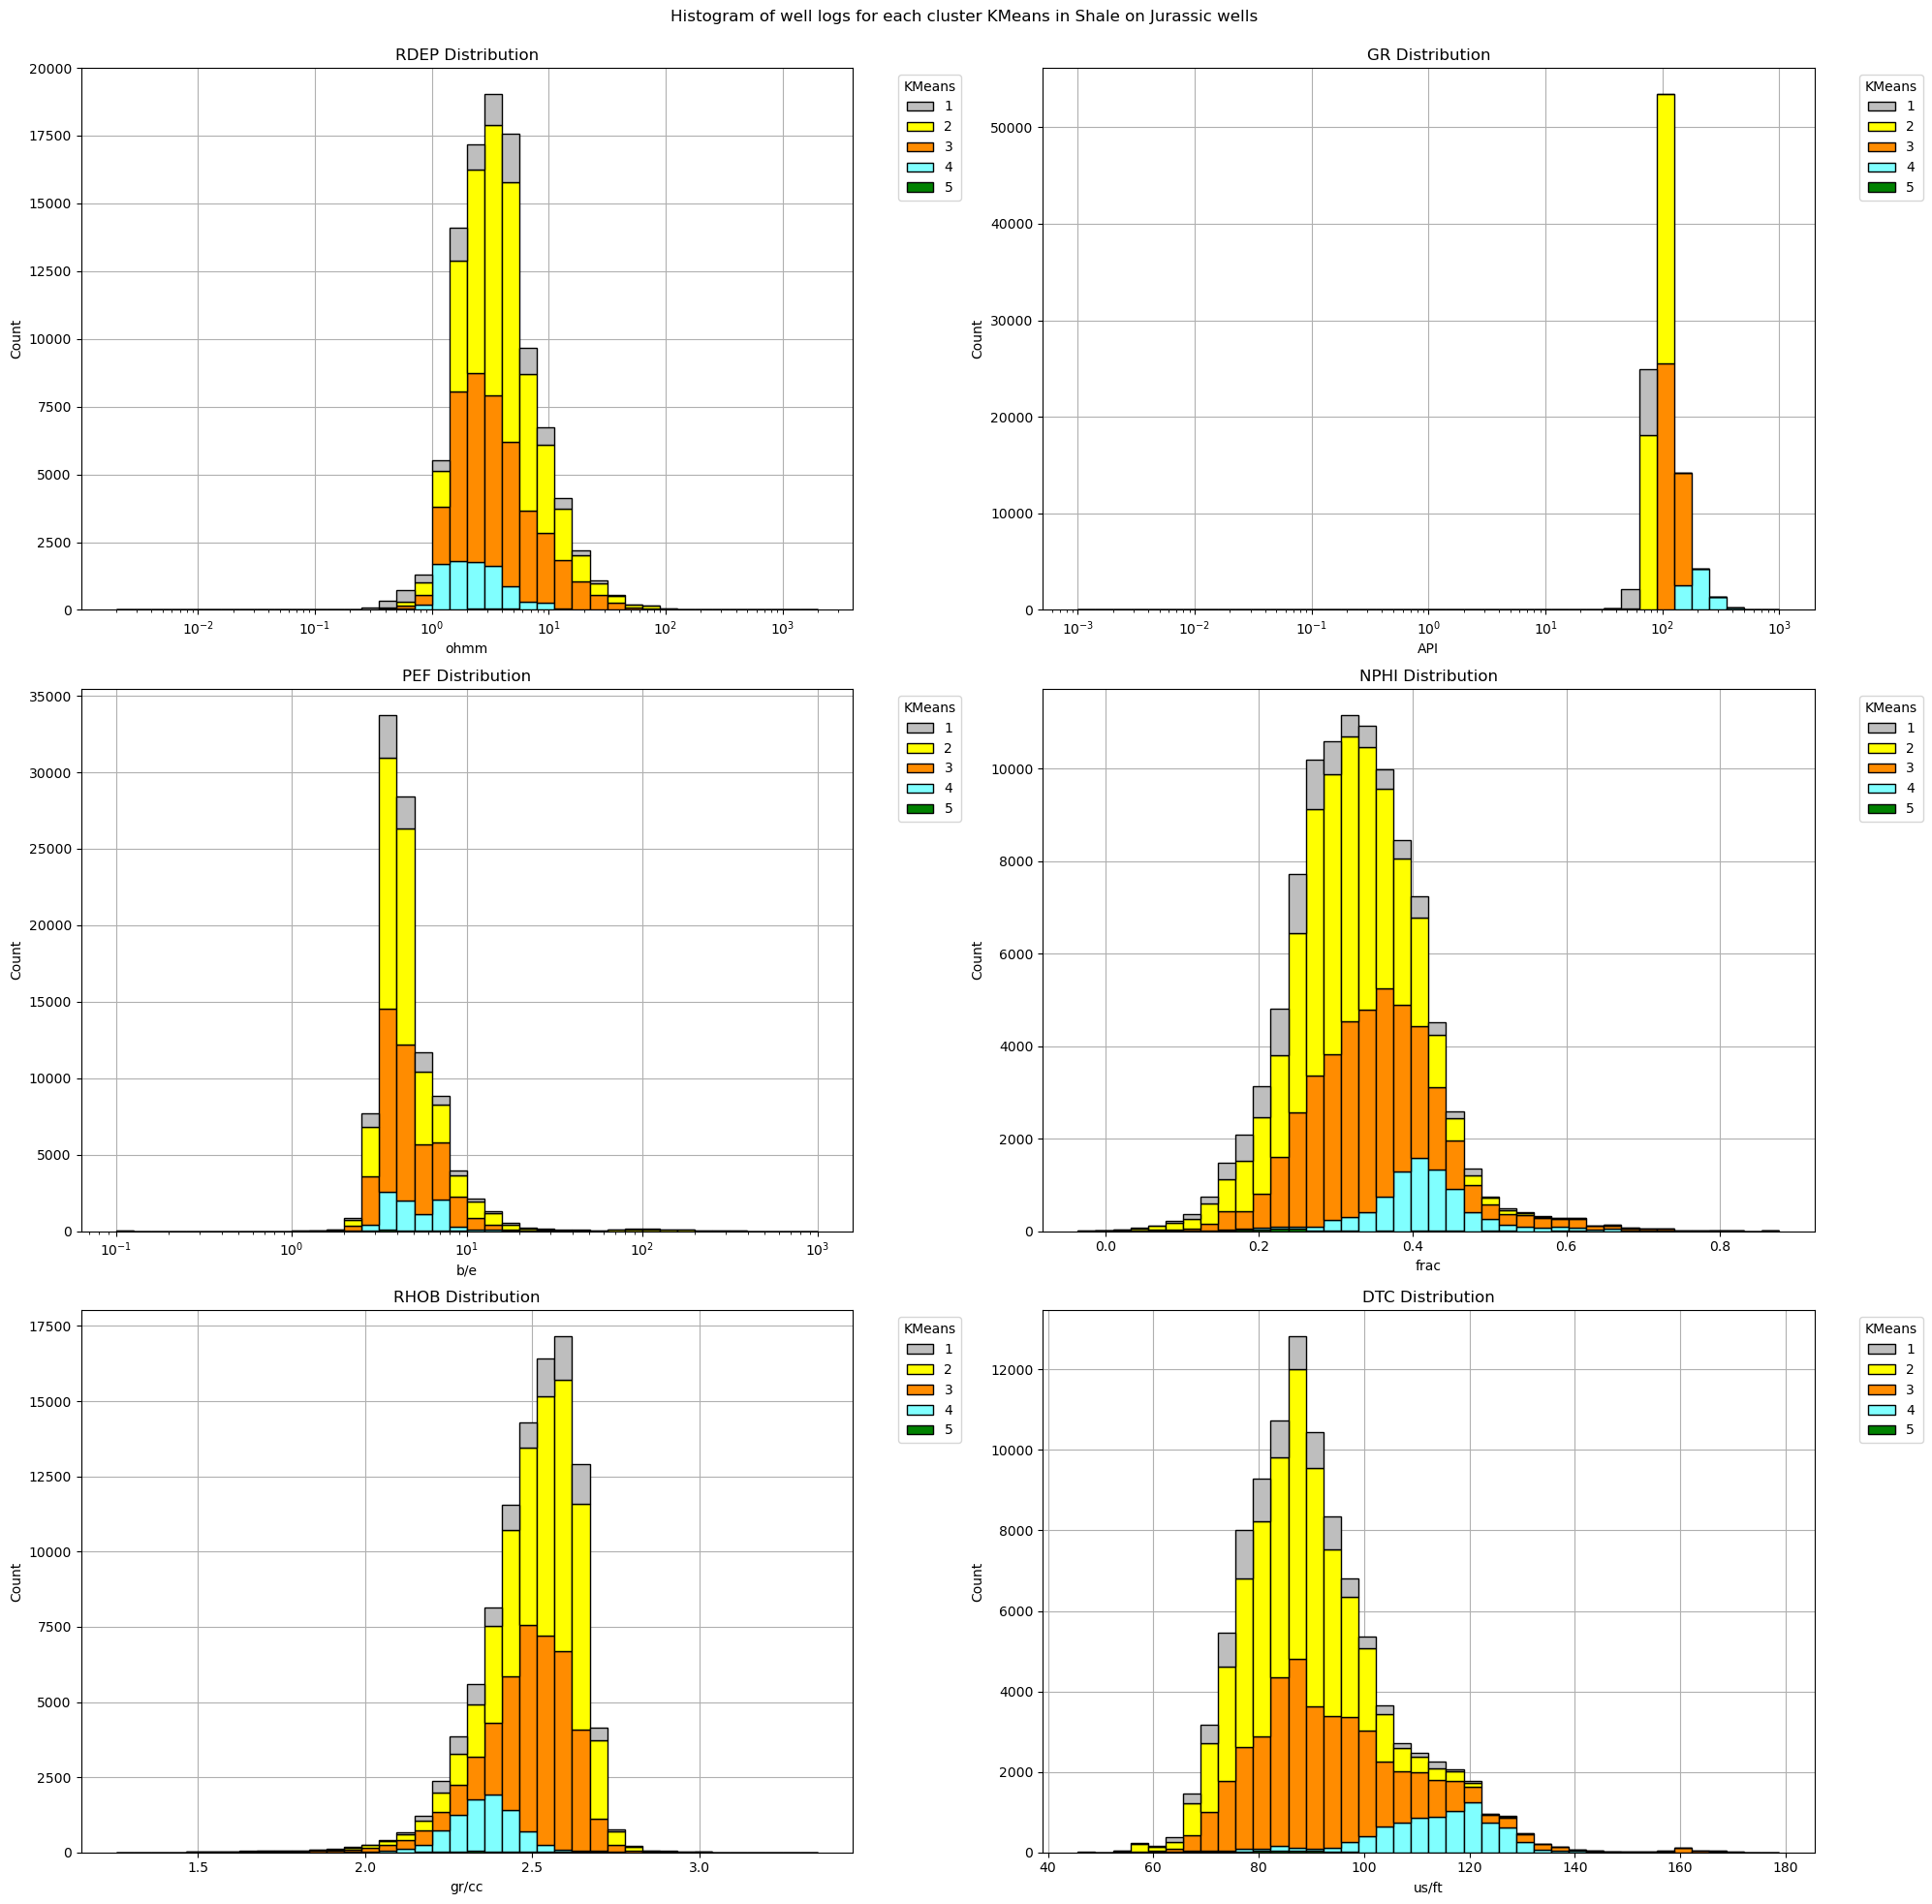 Histogram of well logs for each cluster KMeans in Shale on Jurassic wells
RDEP Distribution
Count
20000
17500
15000
12500
10000
7500
5000
2500
0
10⁻² 10⁻¹ 10⁰ 10¹ 10² 10³
ohmm
KMeans
1
2
3
4
5
GR Distribution
Count
50000
40000
30000
20000
10000
0
10⁻³ 10⁻² 10⁻¹ 10⁰ 10¹ 10² 10³
API
KMeans
1
2
3
4
5
PEF Distribution
Count
35000
30000
25000
20000
15000
10000
5000
0
10⁻¹ 10⁰ 10¹ 10² 10³
b/e
KMeans
1
2
3
4
5
NPHI Distribution
Count
10000
8000
6000
4000
2000
0
0.0 0.2 0.4 0.6 0.8
frac
KMeans
1
2
3
4
5
RHOB Distribution
Count
17500
15000
12500
10000
7500
5000
2500
0
1.5 2.0 2.5 3.0
gr/cc
KMeans
1
2
3
4
5
DTC Distribution
Count
12000
10000
8000
6000
4000
2000
0
40 60 80 100 120 140 160 180
us/ft
KMeans
1
2
3
4
5